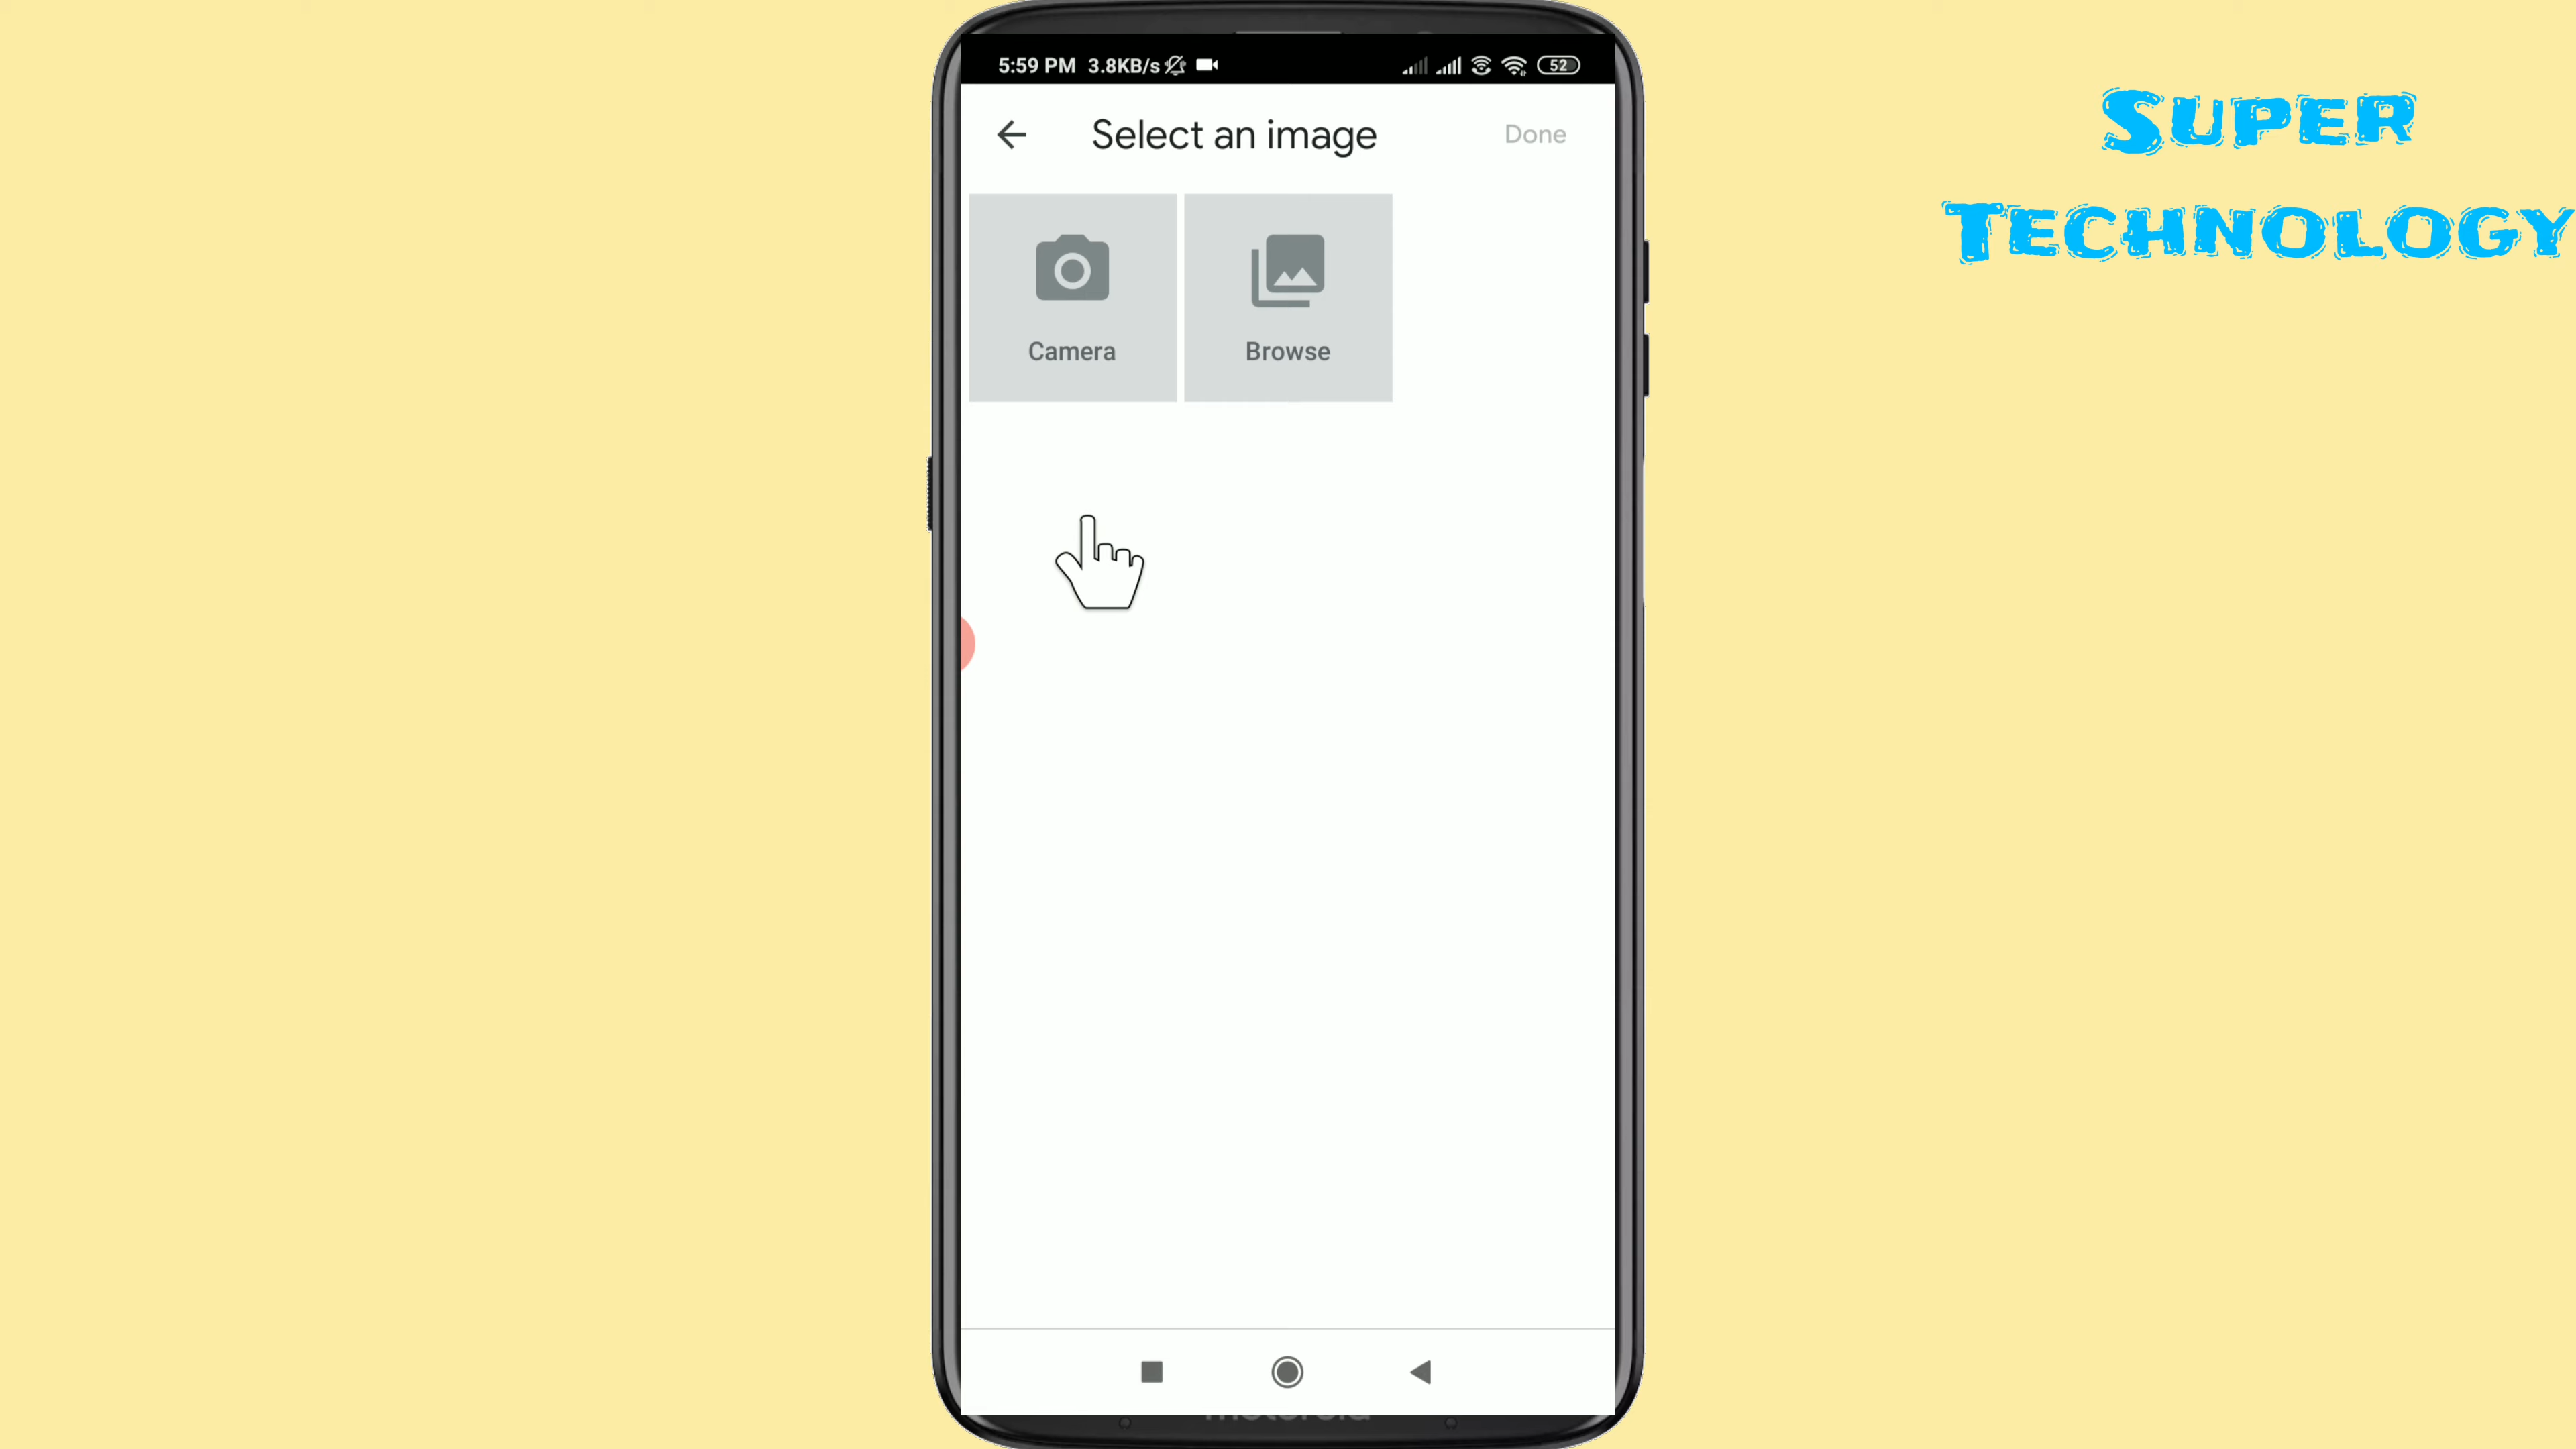 5:59 PM 3.8KB/s 52
Select an image
Done
Camera
Browse
SUPER
TECHNOLOGY